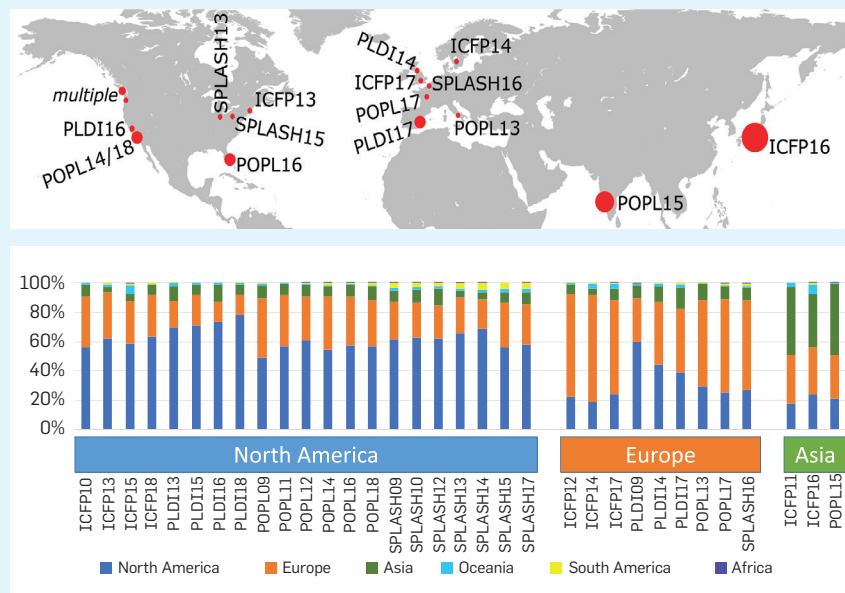 SPLASH13
PLDI14
ICFP14
multiple
ICFP17
SPLASH16
ICFP13
POPL17
PLDI16
SPLASH15
PLDI17
POPL13
POPL14/18
POPL16
ICFP16
POPL15
100%
80%
60%
40%
20%
0%
North America
Europe
Asia
ICFP10
ICFP13
ICFP15
ICFP18
PLDI13
PLDI15
PLDI16
PLDI18
POPL09
POPL11
POPL12
POPL14
POPL16
POPL18
SPLASH09
SPLASH10
SPLASH12
SPLASH13
SPLASH14
SPLASH15
SPLASH17
ICFP12
ICFP14
ICFP17
PLDI09
PLDI14
PLDI17
POPL13
POPL17
SPLASH16
ICFP11
ICFP16
POPL15
North America Europe Asia Oceania South America Africa